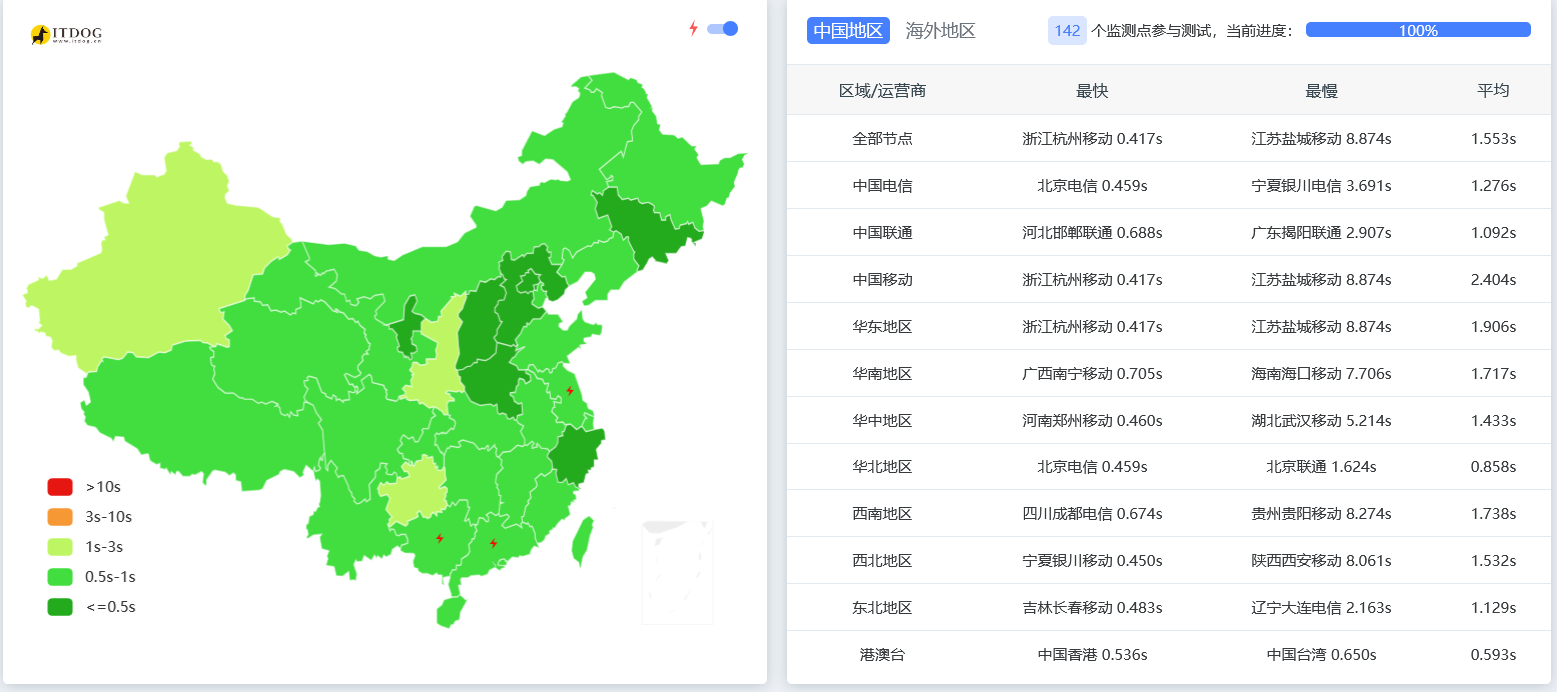 ITDOG
www.itdog.cn
>10s
3s-10s
1s-3s
0.5s-1s
<=0.5s
中国地区 海外地区 142 个监测点参与测试，当前进度： 100%
区域/运营商 最快 最慢 平均
全部节点 浙江杭州移动 0.417s 江苏盐城移动 8.874s 1.553s
中国电信 北京电信 0.459s 宁夏银川电信 3.691s 1.276s
中国联通 河北邯郸联通 0.688s 广东揭阳联通 2.907s 1.092s
中国移动 浙江杭州移动 0.417s 江苏盐城移动 8.874s 2.404s
华东地区 浙江杭州移动 0.417s 江苏盐城移动 8.874s 1.906s
华南地区 广西南宁移动 0.705s 海南海口移动 7.706s 1.717s
华中地区 河南郑州移动 0.460s 湖北武汉移动 5.214s 1.433s
华北地区 北京电信 0.459s 北京联通 1.624s 0.858s
西南地区 四川成都电信 0.674s 贵州贵阳移动 8.274s 1.738s
西北地区 宁夏银川移动 0.450s 陕西西安移动 8.061s 1.532s
东北地区 吉林长春移动 0.483s 辽宁大连电信 2.163s 1.129s
港澳台 中国香港 0.536s 中国台湾 0.650s 0.593s